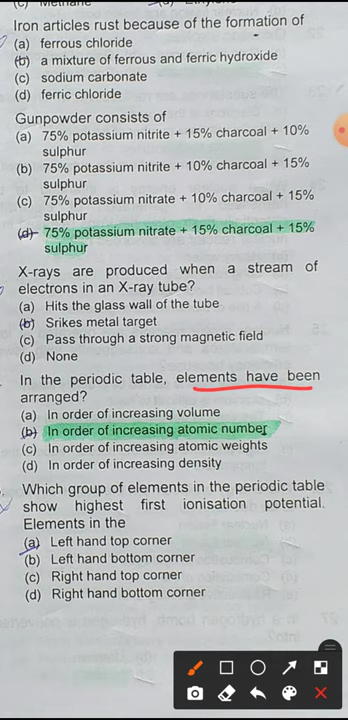 (c) Methane
Iron articles rust because of the formation of
(a) ferrous chloride
(b) a mixture of ferrous and ferric hydroxide
(c) sodium carbonate
(d) ferric chloride
Gunpowder consists of
(a) 75% potassium nitrite + 15% charcoal + 10%
sulphur
(b) 75% potassium nitrite + 10% charcoal + 15%
sulphur
(c) 75% potassium nitrate + 10% charcoal + 15%
sulphur
(d) 75% potassium nitrate + 15% charcoal + 15%
sulphur
X-rays are produced when a stream of
electrons in an X-ray tube?
(a) Hits the glass wall of the tube
(b) Srikes metal target
(c) Pass through a strong magnetic field
(d) None
In the periodic table, elements have been
arranged?
(a) In order of increasing volume
(b) In order of increasing atomic number
(c) In order of increasing atomic weights
(d) In order of increasing density
Which group of elements in the periodic table
show highest first ionisation potential.
Elements in the
(a) Left hand top corner
(b) Left hand bottom corner
(c) Right hand top corner
(d) Right hand bottom corner